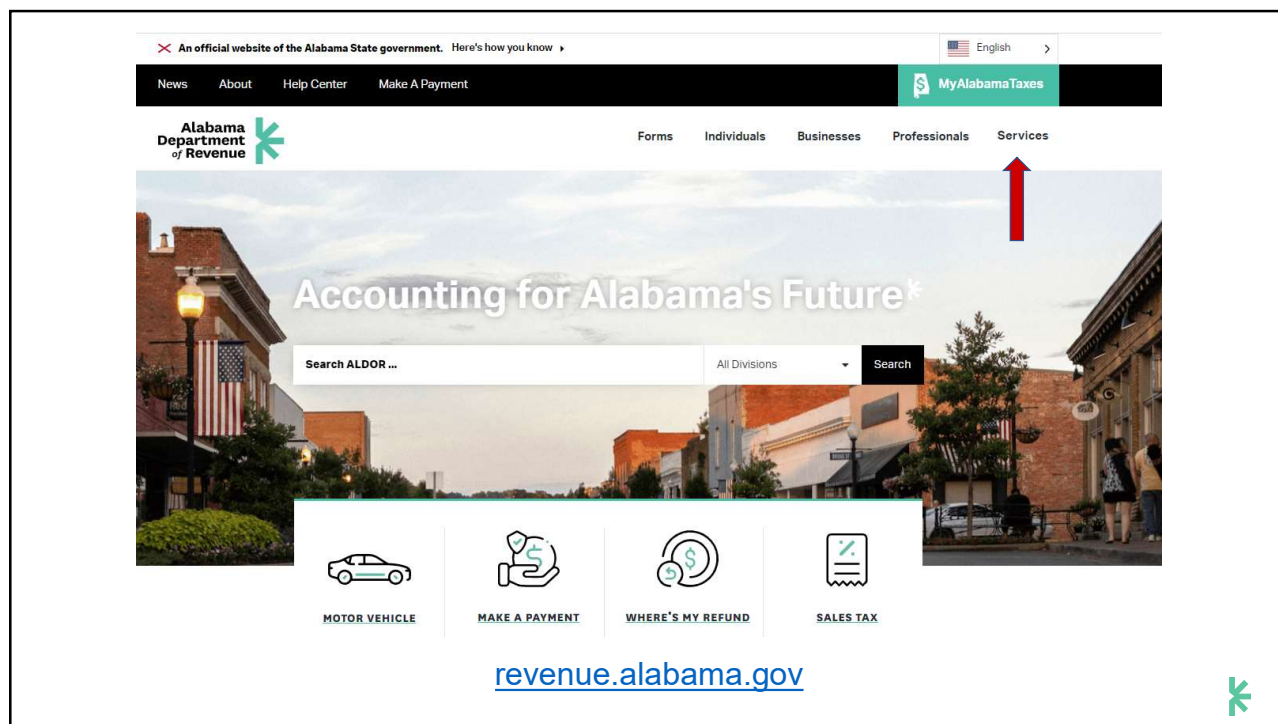 An official website of the Alabama State government. Here's how you know
English
News About Help Center Make A Payment
MyAlabamaTaxes
Alabama
Department
of Revenue
Forms Individuals Businesses Professionals Services
Accounting for Alabama's Future
Search ALDOR ...
All Divisions
Search
MOTOR VEHICLE
MAKE A PAYMENT
WHERE'S MY REFUND
SALES TAX
revenue.alabama.gov